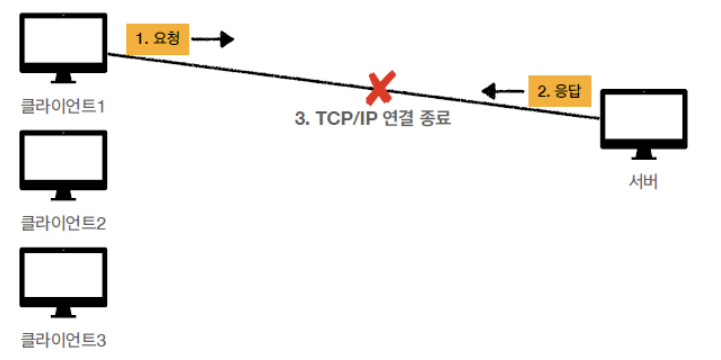 1. 요청
클라이언트1
2. 응답
3. TCP/IP 연결 종료
서버
클라이언트2
클라이언트3